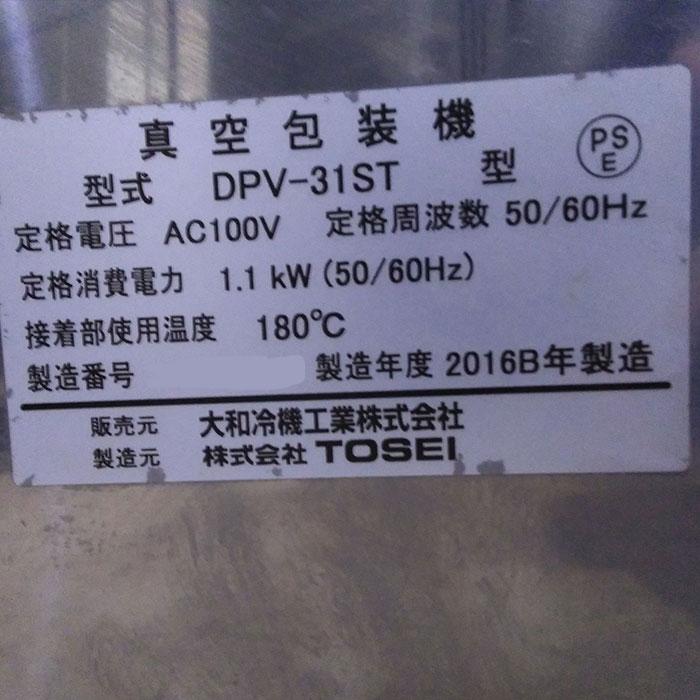 真空包装機
型式 DPV-31ST 型 PSE
定格電圧 AC100V 定格周波数 50/60Hz
定格消費電力 1.1 kW (50/60Hz)
接着部使用温度 180℃
製造番号 製造年度 2016B年製造
販売元 大和冷機工業株式会社
製造元 株式会社 TOSEI